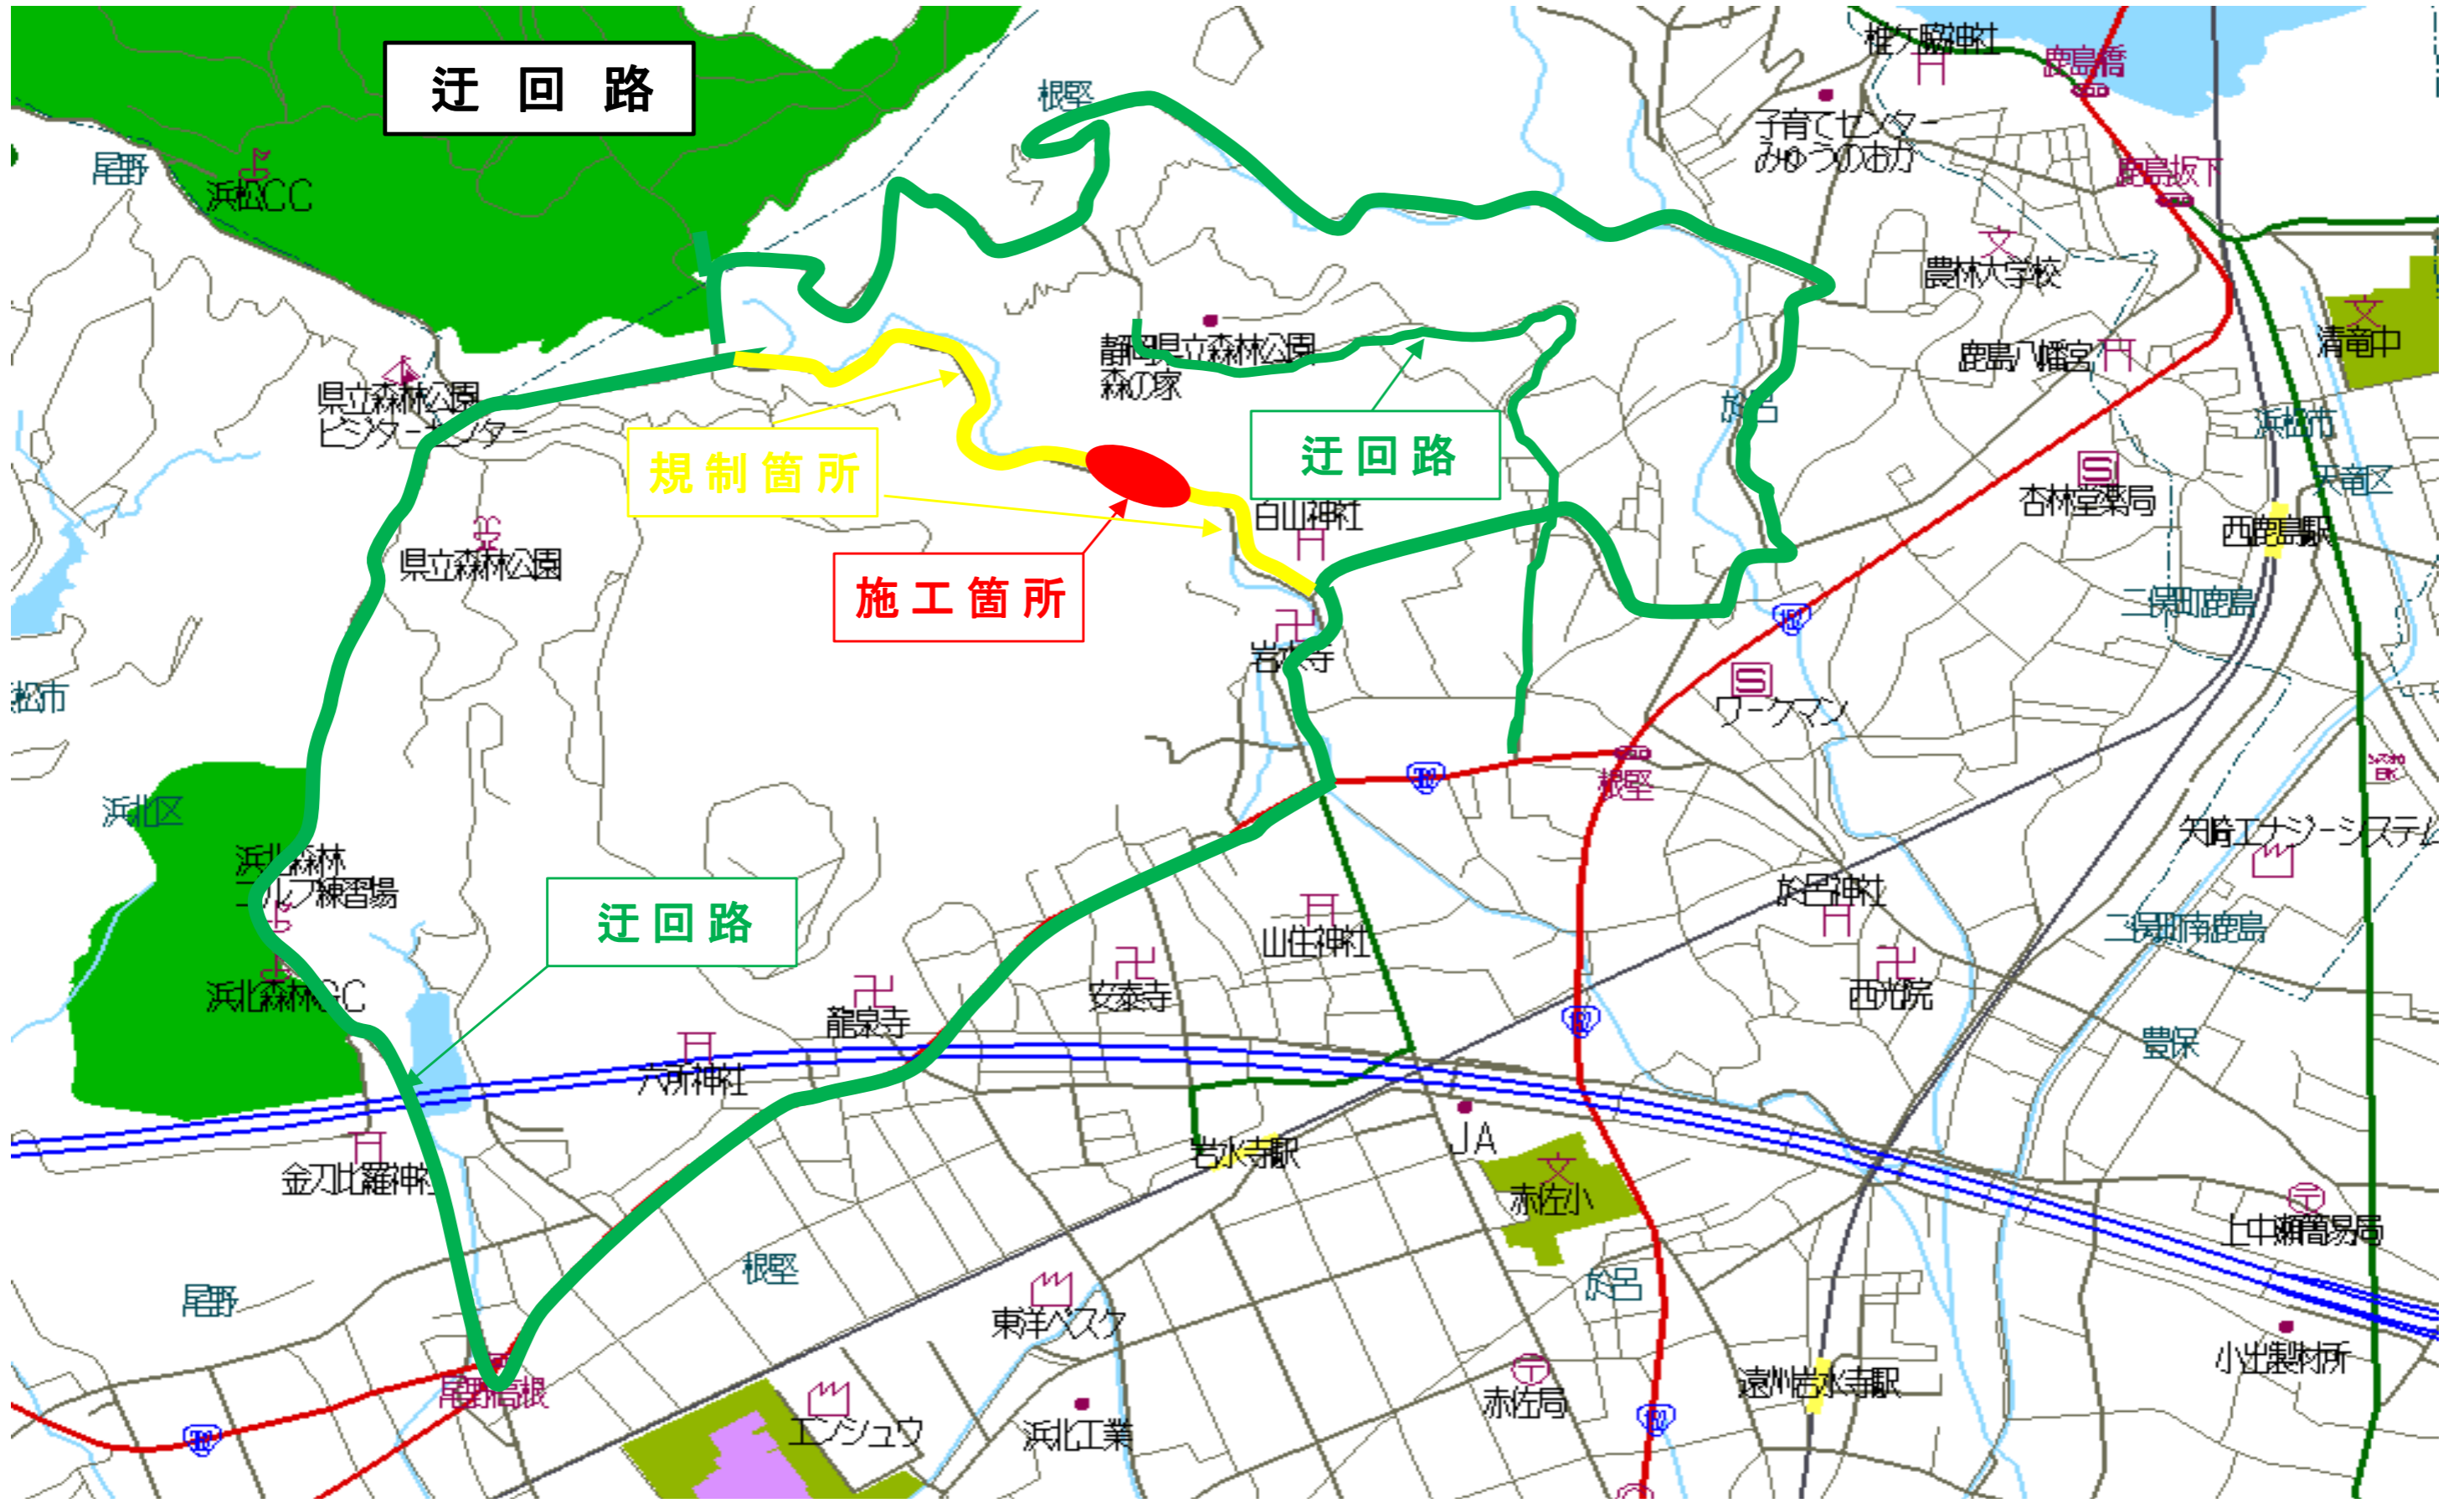 迂回路
椎ケ脇神社
鹿島橋
根堅
子育てセンター
みゆうのおか
尾野
浜松CC
鹿島坂下
農林大学校
清竜中
静岡県立森林公園
森の家
鹿島八幡宮
県立森林公園
ビジターセンター
迂回路
於呂
浜松市
規制箇所
天竜区
杏林堂薬局
白山神社
西鹿島駅
県立森林公園
施工箇所
152
二俣町鹿島
岩水寺
松市
ワークマン
根堅
浜北区
矢崎エナジーシステム
浜北森林
ゴルフ練習場
於呂神社
迂回路
山住神社
二俣町南鹿島
浜北森林GC
安泰寺
西光院
龍泉寺
152
豊保
六所神社
JA
岩水寺駅
金刀比羅神社
赤佐小
上中瀬簡易局
根堅
於呂
尾野
東洋ベスク
小出製材所
尾野高根
遠州岩水寺駅
赤佐局
エンシュウ
浜北工業
152